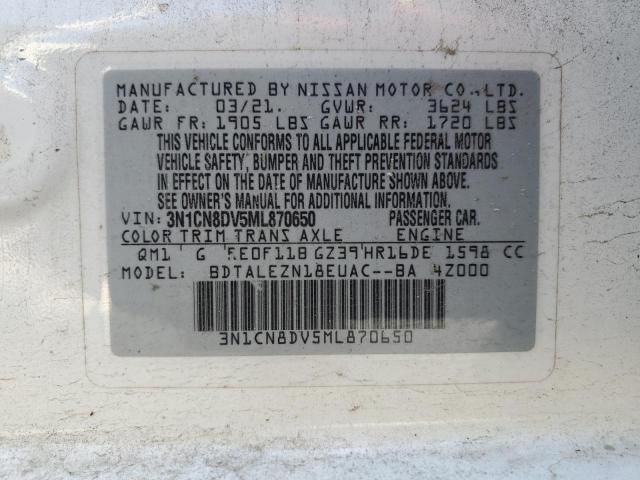 MANUFACTURED BY NISSAN MOTOR CO.,LTD.
DATE: 03/21. GVWR: 3624 LBS
GAWR FR: 1905 LBS GAWR RR: 1720 LBS
THIS VEHICLE CONFORMS TO ALL APPLICABLE FEDERAL MOTOR
VEHICLE SAFETY, BUMPER AND THEFT PREVENTION STANDARDS
IN EFFECT ON THE DATE OF MANUFACTURE SHOWN ABOVE.
SEE OWNER'S MANUAL FOR ADDITIONAL INFORMATION.
VIN: 3N1CN8DV5ML870650 PASSENGER CAR.
COLOR TRIM TRANS AXLE ENGINE
QM1 G RE0F11B GZ39 HR16DE 1598 CC
MODEL: BDTALEZN18EUAC--BA 4Z000
3N1CN8DV5ML870650